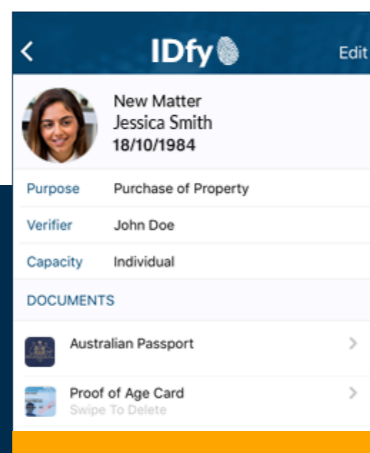 IDfy
Edit
New Matter
Jessica Smith
18/10/1984
Purpose Purchase of Property
Verifier John Doe
Capacity Individual
DOCUMENTS
Australian Passport
Proof of Age Card
Swipe To Delete